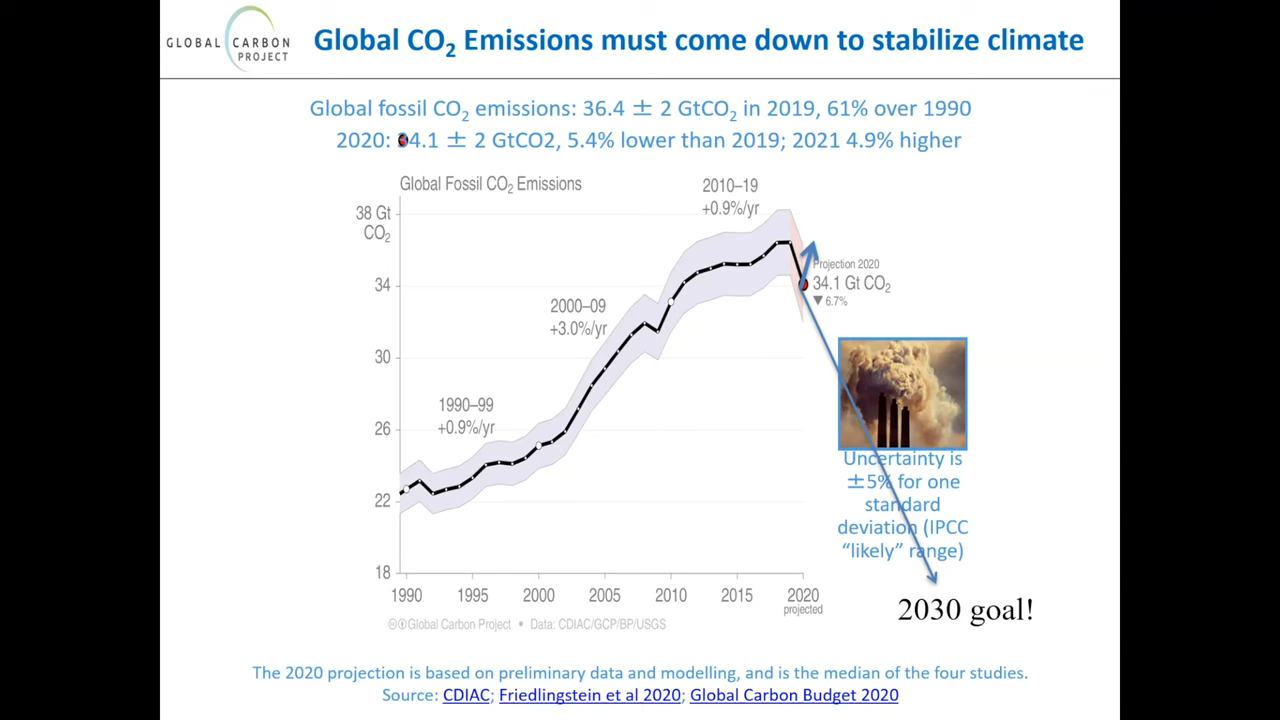 GLOBAL CARBON
PROJECT
Global CO₂ Emissions must come down to stabilize climate
Global fossil CO₂ emissions: 36.4 ± 2 GtCO₂ in 2019, 61% over 1990
2020: 34.1 ± 2 GtCO2, 5.4% lower than 2019; 2021 4.9% higher
Global Fossil CO₂ Emissions
38 Gt
CO₂
34
30
26
22
18
2010–19
+0.9%/yr
2000–09
+3.0%/yr
1990–99
+0.9%/yr
Projection 2020
34.1 Gt CO₂
▼ 6.7%
Uncertainty is
±5% for one
standard
deviation (IPCC
“likely” range)
1990 1995 2000 2005 2010 2015 2020
projected
2030 goal!
Global Carbon Project • Data: CDIAC/GCP/BP/USGS
The 2020 projection is based on preliminary data and modelling, and is the median of the four studies.
Source: CDIAC; Friedlingstein et al 2020; Global Carbon Budget 2020